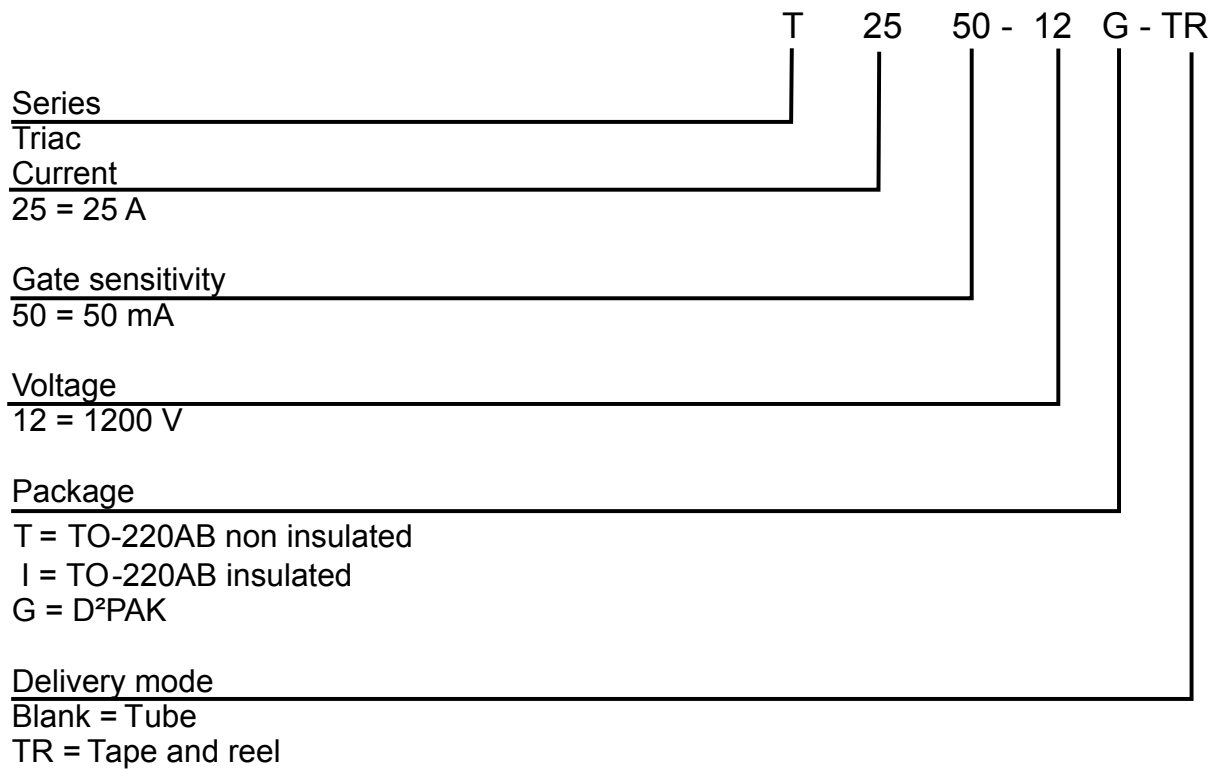 T 25 50 - 12 G - TR
Series
Triac
Current
25 = 25 A
Gate sensitivity
50 = 50 mA
Voltage
12 = 1200 V
Package
T = TO-220AB non insulated
I = TO-220AB insulated
G = D²PAK
Delivery mode
Blank = Tube
TR = Tape and reel